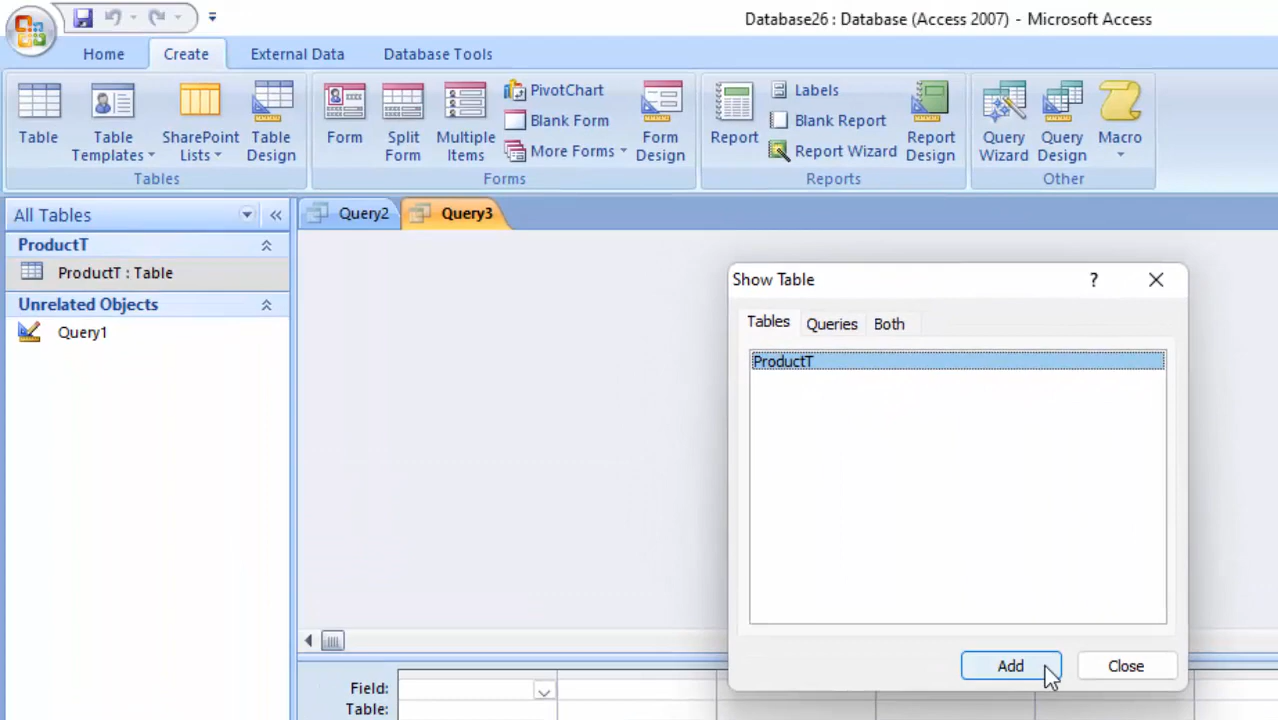 Database26 : Database (Access 2007) - Microsoft Access
Home Create External Data Database Tools
Table
Table Templates
SharePoint Lists
Table Design
Tables
Form
Split Form
Multiple Items
PivotChart
Blank Form
More Forms
Form Design
Forms
Report
Labels
Blank Report
Report Wizard
Report Design
Reports
Query Wizard
Query Design
Macro
Other
All Tables
ProductT
ProductT : Table
Unrelated Objects
Query1
Query2 Query3
Show Table ?
Tables Queries Both
ProductT
Add Close
Field:
Table: